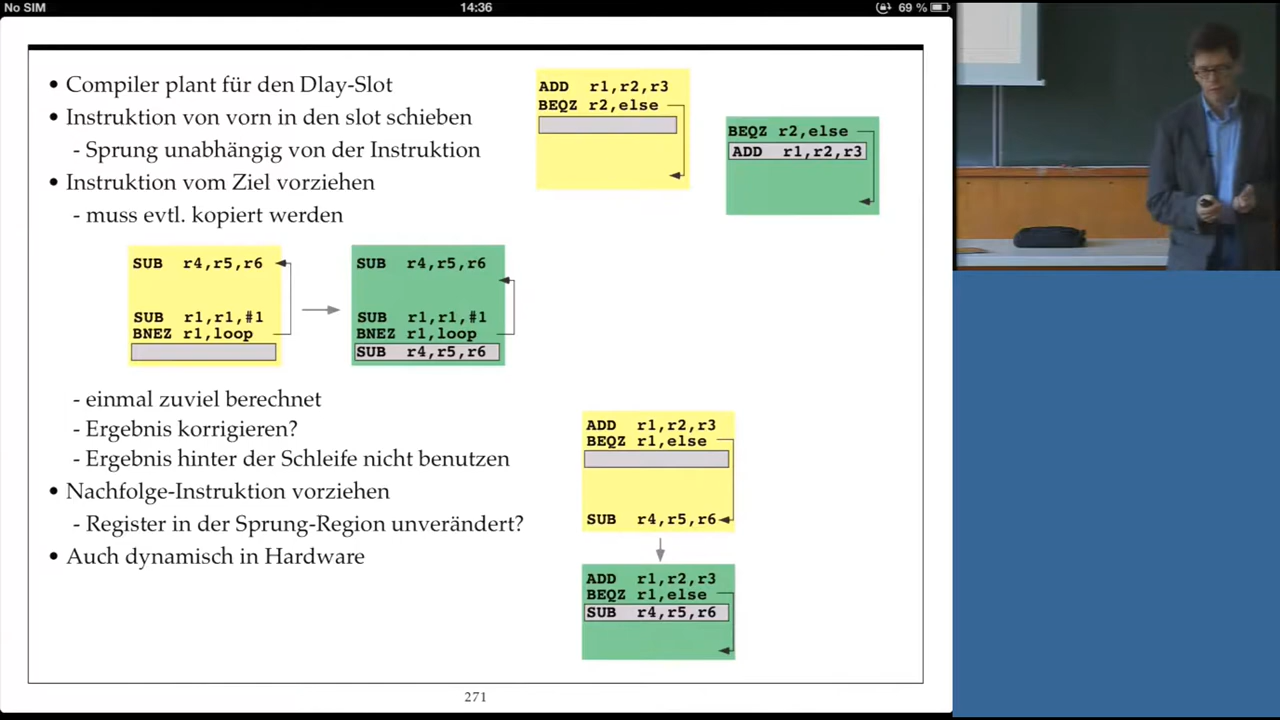 No SIM
14:36
69 %
• Compiler plant für den Dlay-Slot
• Instruktion von vorn in den slot schieben
- Sprung unabhängig von der Instruktion
• Instruktion vom Ziel vorziehen
- muss evtl. kopiert werden
ADD r1,r2,r3
BEQZ r2,else
BEQZ r2,else
ADD r1,r2,r3
SUB r4,r5,r6
SUB r1,r1,#1
BNEZ r1,loop
SUB r4,r5,r6
SUB r1,r1,#1
BNEZ r1,loop
SUB r4,r5,r6
- einmal zuviel berechnet
- Ergebnis korrigieren?
- Ergebnis hinter der Schleife nicht benutzen
• Nachfolge-Instruktion vorziehen
- Register in der Sprung-Region unverändert?
• Auch dynamisch in Hardware
ADD r1,r2,r3
BEQZ r1,else
SUB r4,r5,r6
ADD r1,r2,r3
BEQZ r1,else
SUB r4,r5,r6
271